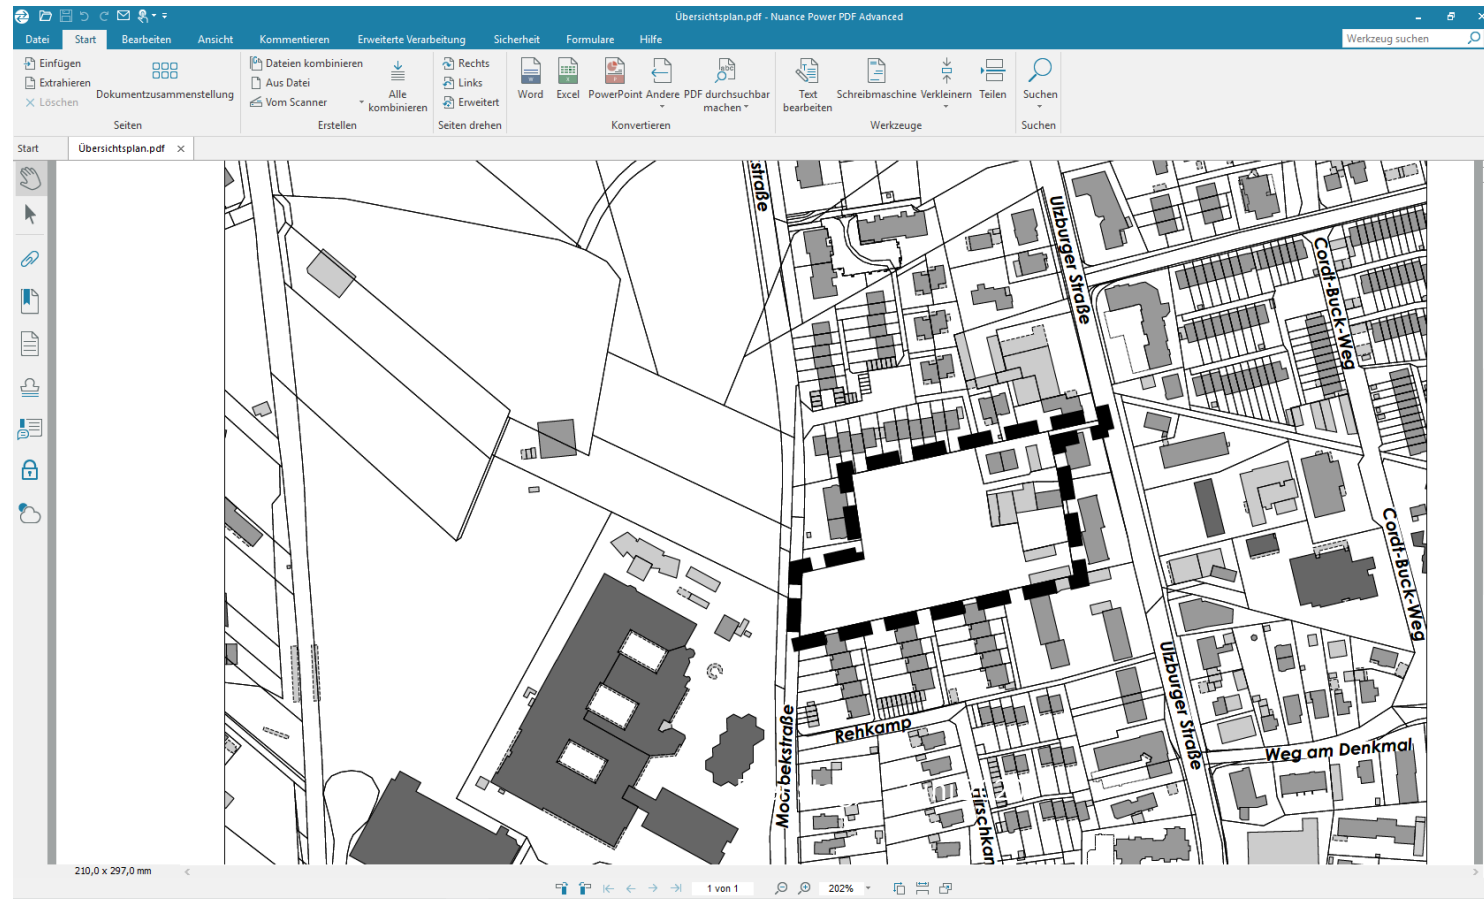 Übersichtsplan.pdf - Nuance Power PDF Advanced
Datei Start Bearbeiten Ansicht Kommentieren Erweiterte Verarbeitung Sicherheit Formulare Hilfe
Werkzeug suchen
Einfügen
Extrahieren
Löschen
Dokumentzusammenstellung
Seiten
Dateien kombinieren
Aus Datei
Vom Scanner
Alle
kombinieren
Erstellen
Rechts
Links
Erweitert
Seiten drehen
Word Excel PowerPoint Andere PDF durchsuchbar
machen
Konvertieren
Text
bearbeiten
Schreibmaschine Verkleinern Teilen
Werkzeuge
Suchen
Suchen
Start Übersichtsplan.pdf
straße
Ulzburger Straße
Cordt-Buck-Weg
Cordt-Buck-Weg
Ulzburger Straße
Moorbekstraße
Rehkamp
Weg am Denkmal
Hirschkam
210,0 x 297,0 mm
1 von 1
202%